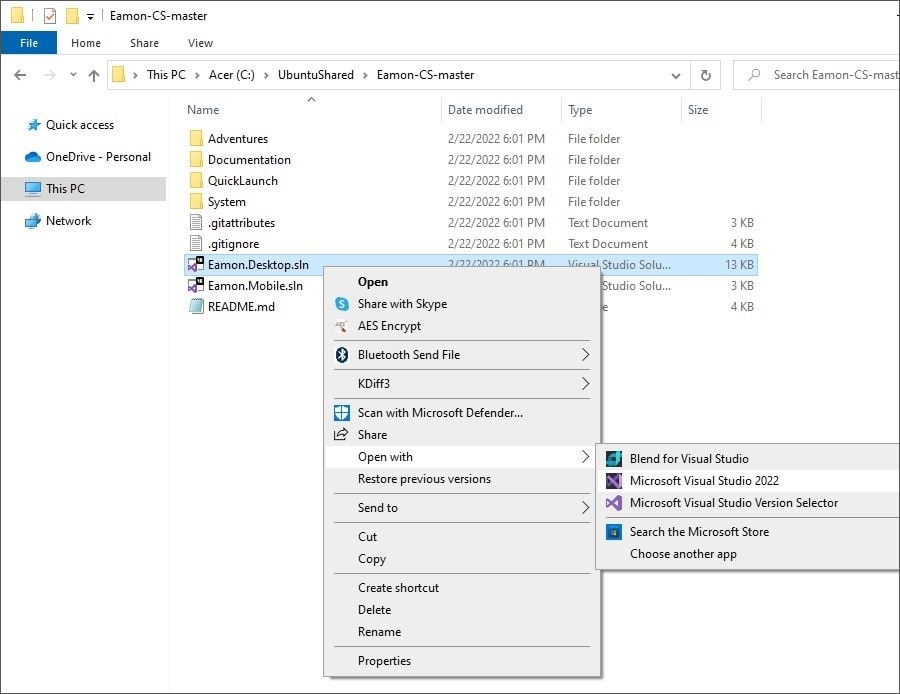 Eamon-CS-master
File Home Share View
This PC Acer (C:) UbuntuShared Eamon-CS-master
Search Eamon-CS-mast
Name Date modified Type Size
Quick access
OneDrive - Personal
This PC
Network
Adventures 2/22/2022 6:01 PM File folder
Documentation 2/22/2022 6:01 PM File folder
QuickLaunch 2/22/2022 6:01 PM File folder
System 2/22/2022 6:01 PM File folder
.gitattributes 2/22/2022 6:01 PM Text Document 3 KB
.gitignore 2/22/2022 6:01 PM Text Document 4 KB
Eamon.Desktop.sln 2/22/2022 6:01 PM Visual Studio Solu... 13 KB
Eamon.Mobile.sln Studio Solu... 3 KB
README.md e 4 KB
Open
Share with Skype
AES Encrypt
Bluetooth Send File
KDiff3
Scan with Microsoft Defender...
Share
Open with
Restore previous versions
Send to
Cut
Copy
Create shortcut
Delete
Rename
Properties
Blend for Visual Studio
Microsoft Visual Studio 2022
Microsoft Visual Studio Version Selector
Search the Microsoft Store
Choose another app